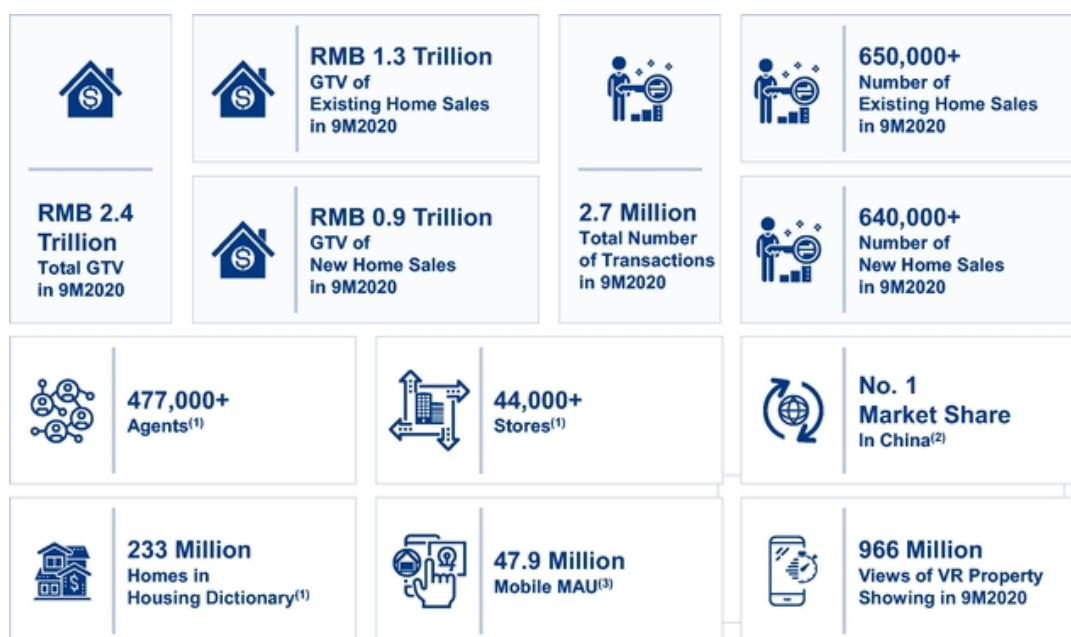 RMB 2.4
Trillion
Total GTV
in 9M2020
RMB 1.3 Trillion
GTV of
Existing Home Sales
in 9M2020
RMB 0.9 Trillion
GTV of
New Home Sales
in 9M2020
2.7 Million
Total Number
of Transactions
in 9M2020
650,000+
Number of
Existing Home Sales
in 9M2020
640,000+
Number of
New Home Sales
in 9M2020
477,000+
Agents(1)
44,000+
Stores(1)
No. 1
Market Share
In China(2)
233 Million
Homes in
Housing Dictionary(1)
47.9 Million
Mobile MAU(3)
966 Million
Views of VR Property
Showing in 9M2020